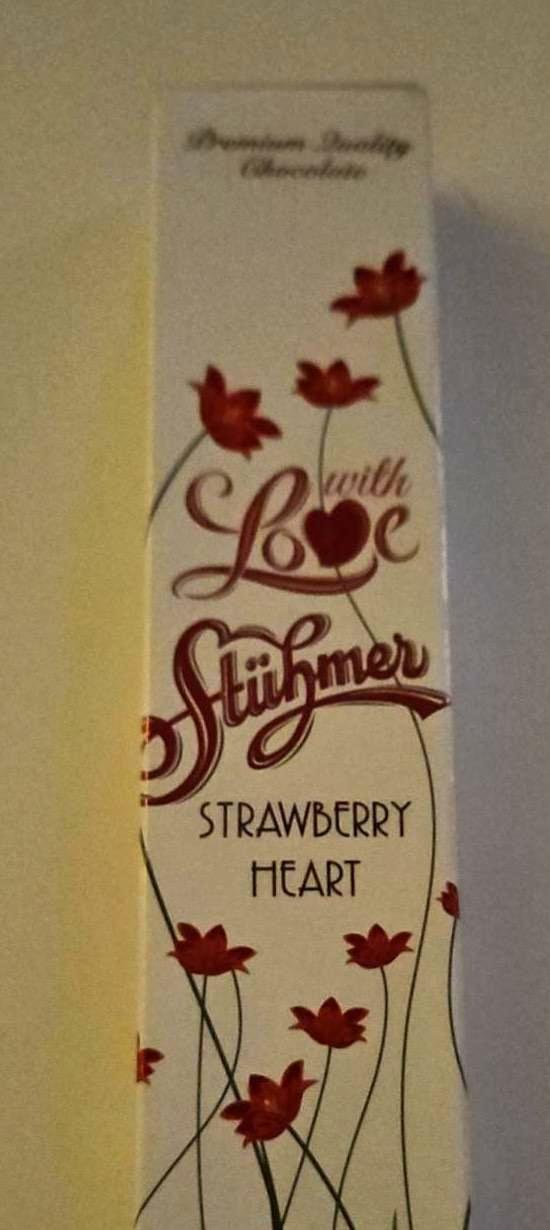 Premium Quality
Chocolate
with
Love
Stühmer
STRAWBERRY
HEART